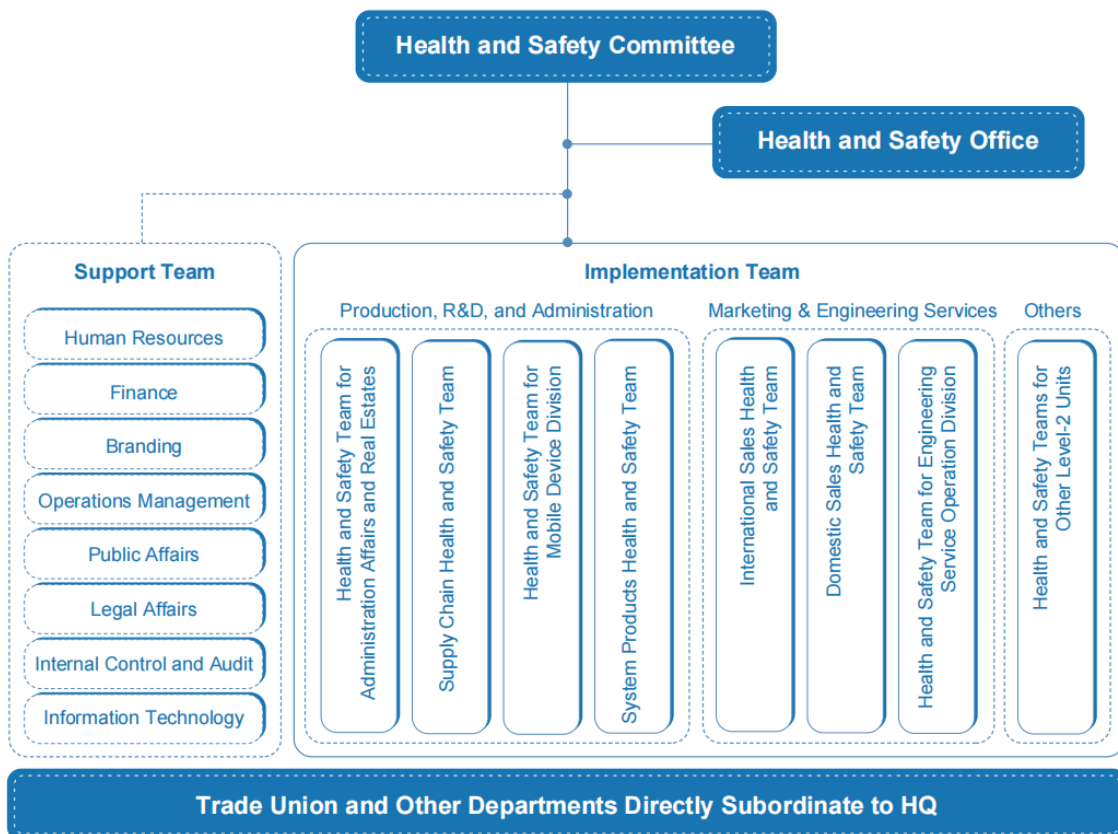 Health and Safety Committee
Health and Safety Office
Support Team
Human Resources
Finance
Branding
Operations Management
Public Affairs
Legal Affairs
Internal Control and Audit
Information Technology
Implementation Team
Production, R&D, and Administration
Health and Safety Team for
Administration Affairs and Real Estates
Supply Chain Health and Safety Team
Health and Safety Team for
Mobile Device Division
System Products Health and Safety Team
Marketing & Engineering Services
International Sales Health
and Safety Team
Domestic Sales Health and
Safety Team
Health and Safety Team for Engineering
Service Operation Division
Others
Health and Safety Teams for
Other Level-2 Units
Trade Union and Other Departments Directly Subordinate to HQ